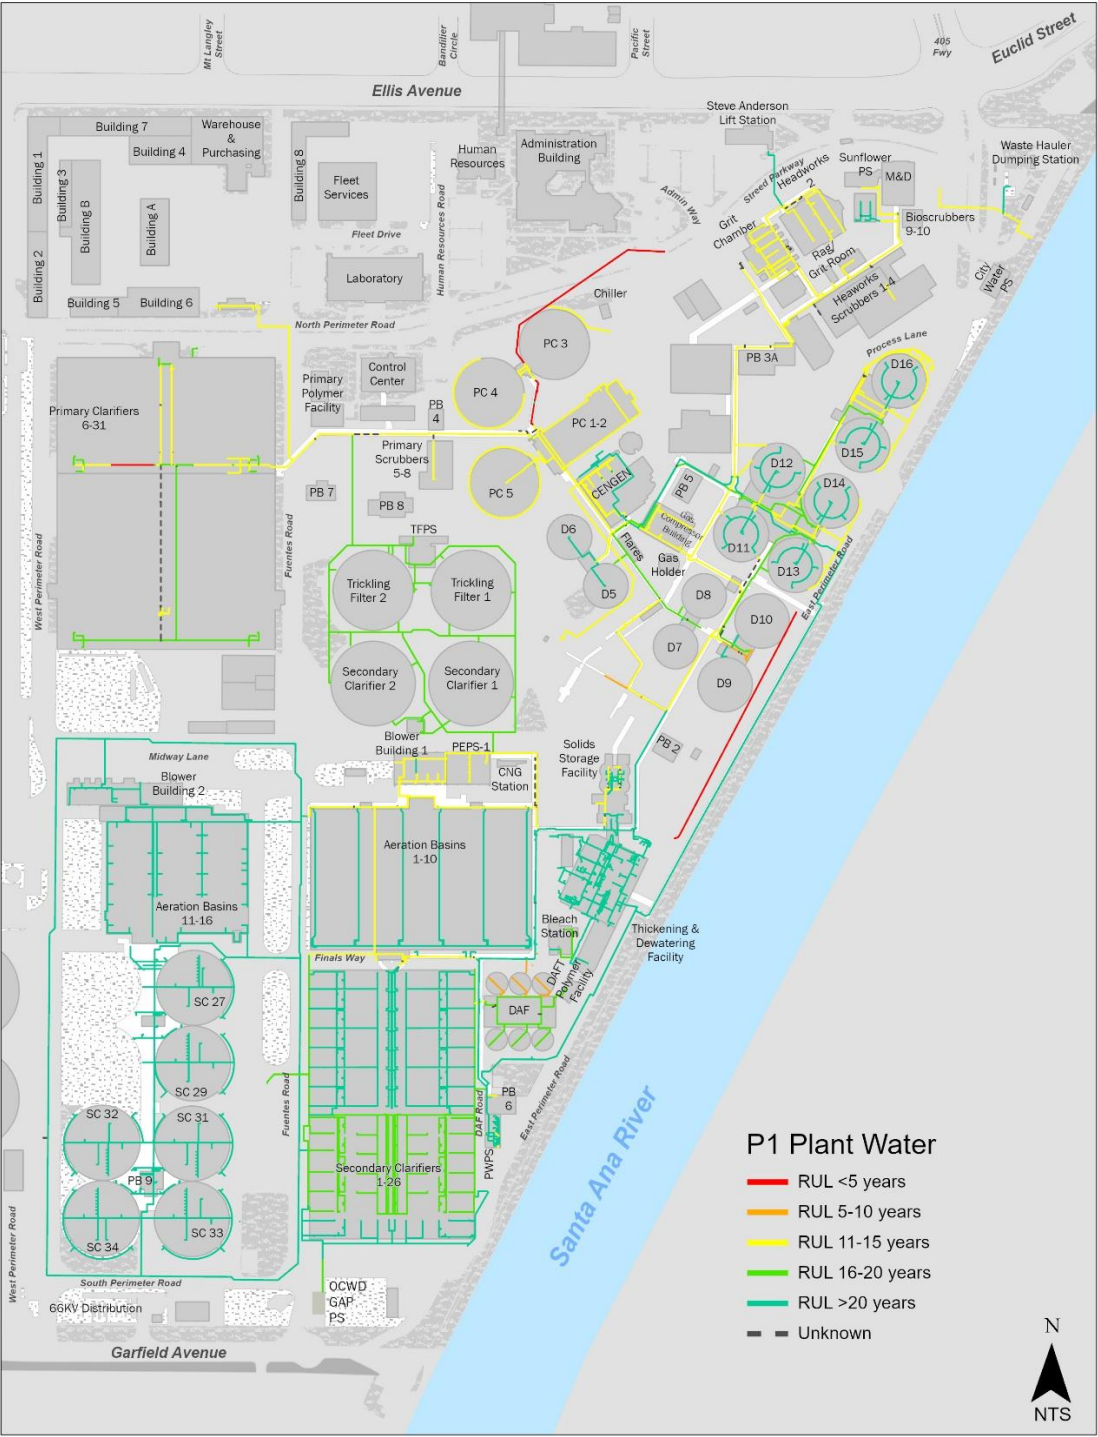 Mt Langley
Street
Bandilier
Circle
Pacific
Street
405
Fwy
Euclid Street
Ellis Avenue
Steve Anderson
Lift Station
Building 7
Warehouse
&
Purchasing
Building 4
Building 1
Building 3
Building B
Building A
Building 2
Building 5
Building 6
Building 8
Fleet
Services
Fleet Drive
Laboratory
Human Resources Road
Human
Resources
Administration
Building
Admin Way
Streed Parkway
Headworks
2
Sunflower
PS
M&D
Waste Hauler
Dumping Station
Bioscrubbers
9-10
Grit
Chamber
Rag/
Grit Room
Heaworks
Scrubbers 1-4
City
Water
PS
Chiller
North Perimeter Road
PC 3
PB 3A
Process Lane
D16
Primary
Polymer
Facility
Control
Center
PC 4
PB
4
PC 1-2
Primary Clarifiers
6-31
Primary
Scrubbers
5-8
PC 5
CENGEN
PB 5
D12
D15
D14
PB 7
PB 8
Gas
Compressor
Building
TFPS
D6
Flares
D11
D13
Gas
Holder
West Perimeter Road
Fuentes Road
East Perimeter Road
Trickling
Filter 2
Trickling
Filter 1
D5
D8
D10
D7
D9
Secondary
Clarifier 2
Secondary
Clarifier 1
Blower
Building 1
PEPS-1
CNG
Station
Solids
Storage
Facility
PB 2
Midway Lane
Blower
Building 2
Aeration Basins
1-10
Aeration Basins
11-16
Bleach
Station
Thickening &
Dewatering
Facility
Finals Way
DAFT
Polymer
Facility
SC 27
DAF
SC 29
Fuentes Road
DAF Road
PB
6
East Perimeter Road
SC 32
SC 31
PWPS
Secondary Clarifiers
1-26
PB 9
SC 34
SC 33
West Perimeter Road
South Perimeter Road
66KV Distribution
OCWD
GAP
PS
Garfield Avenue
Santa Ana River
P1 Plant Water
RUL <5 years
RUL 5-10 years
RUL 11-15 years
RUL 16-20 years
RUL >20 years
Unknown
N
NTS